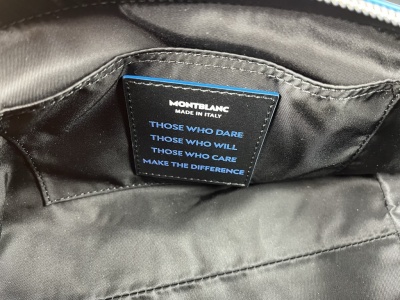 MONTBLANC
MADE IN ITALY
THOSE WHO DARE
THOSE WHO WILL
THOSE WHO CARE
MAKE THE DIFFERENCE